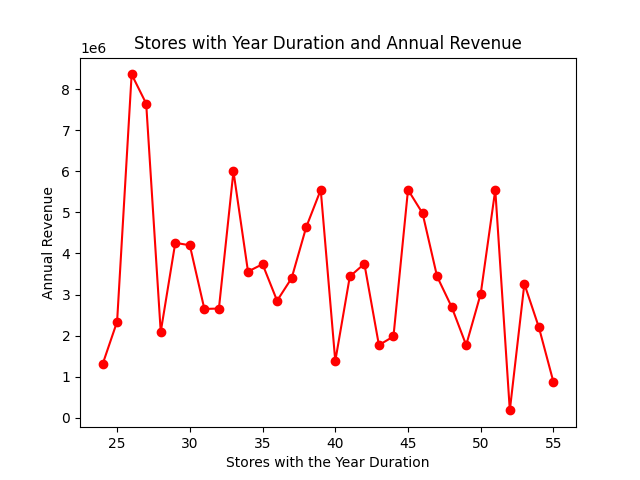 Stores with Year Duration and Annual Revenue
1e6
8
7
6
5
4
3
2
1
0
Annual Revenue
25 30 35 40 45 50 55
Stores with the Year Duration